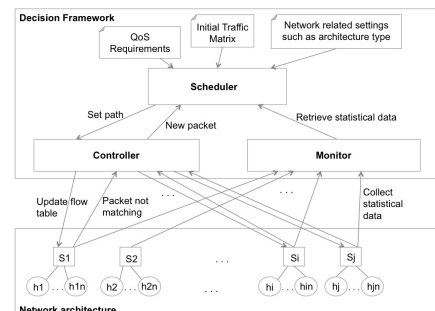 Decision Framework
QoS
Requirements
Initial Traffic
Matrix
Network related settings
such as architecture type
Scheduler
Set path
New packet
Retrieve statistical data
Controller
Monitor
Update flow
table
Packet not
matching
. . .
. . .
Collect
statistical
data
S1
S2
Si
Sj
h1 . . . h1n
h2 . . . h2n
. . .
hi . . . hin
hj . . . hjn
Network architecture